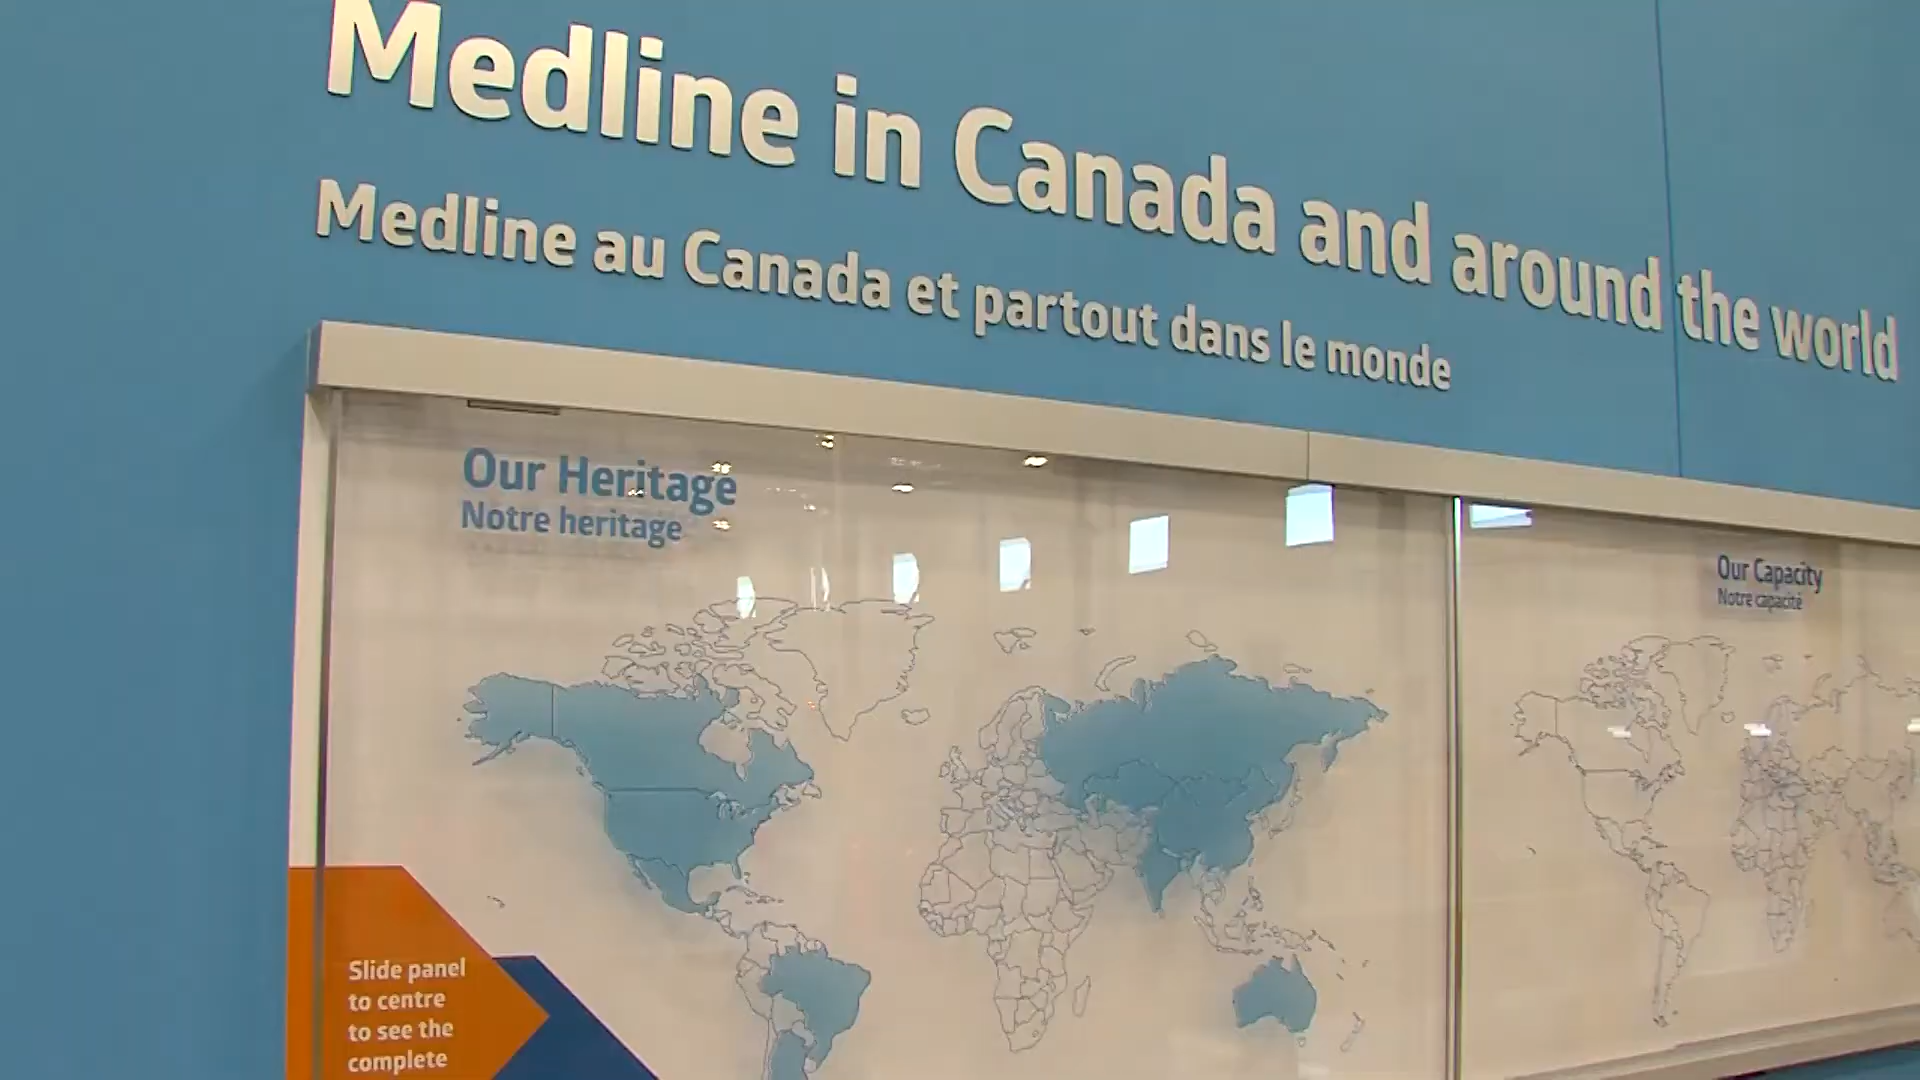 Medline in Canada and around the world
Medline au Canada et partout dans le monde
Our Heritage
Notre heritage
Our Capacity
Notre capacité
Slide panel
to centre
to see the
complete